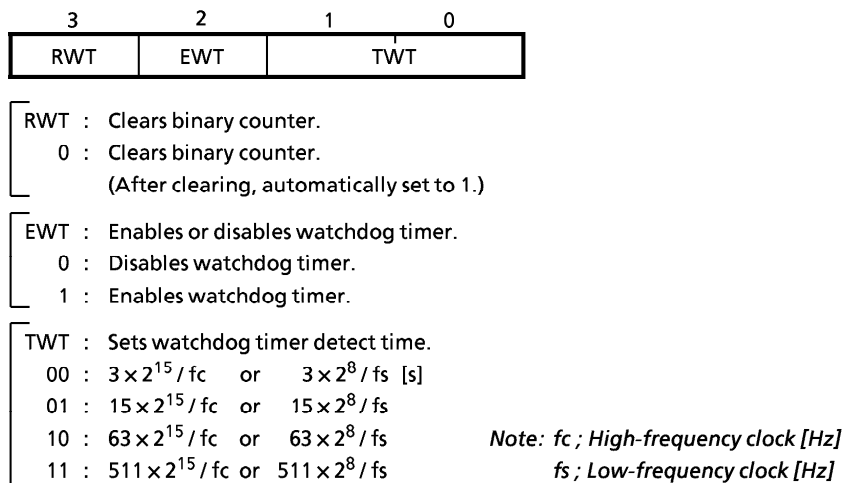 3 2 1 0
RWT EWT TWT
RWT : Clears binary counter.
0 : Clears binary counter.
(After clearing, automatically set to 1.)
EWT : Enables or disables watchdog timer.
0 : Disables watchdog timer.
1 : Enables watchdog timer.
TWT : Sets watchdog timer detect time.
00 : 3 × 2¹⁵ / fc or 3 × 2⁸ / fs [s]
01 : 15 × 2¹⁵ / fc or 15 × 2⁸ / fs
10 : 63 × 2¹⁵ / fc or 63 × 2⁸ / fs Note: fc ; High-frequency clock [Hz]
11 : 511 × 2¹⁵ / fc or 511 × 2⁸ / fs fs ; Low-frequency clock [Hz]